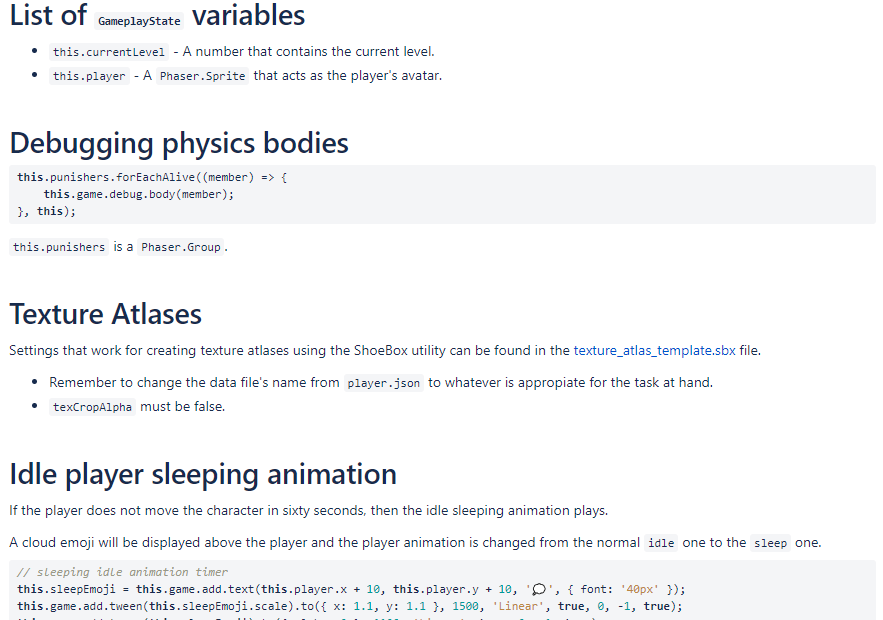 List of GameplayState variables
this.currentLevel - A number that contains the current level.
this.player - A Phaser.Sprite that acts as the player's avatar.
Debugging physics bodies
this.punishers.forEachAlive((member) => {
this.game.debug.body(member);
}, this);
this.punishers is a Phaser.Group.
Texture Atlases
Settings that work for creating texture atlases using the ShoeBox utility can be found in the texture_atlas_template.sbx file.
Remember to change the data file's name from player.json to whatever is appropiate for the task at hand.
texCropAlpha must be false.
Idle player sleeping animation
If the player does not move the character in sixty seconds, then the idle sleeping animation plays.
A cloud emoji will be displayed above the player and the player animation is changed from the normal idle one to the sleep one.
// sleeping idle animation timer
this.sleepEmoji = this.game.add.text(this.player.x + 10, this.player.y + 10, '💭', { font: '40px' });
this.game.add.tween(this.sleepEmoji.scale).to({ x: 1.1, y: 1.1 }, 1500, 'Linear', true, 0, -1, true);